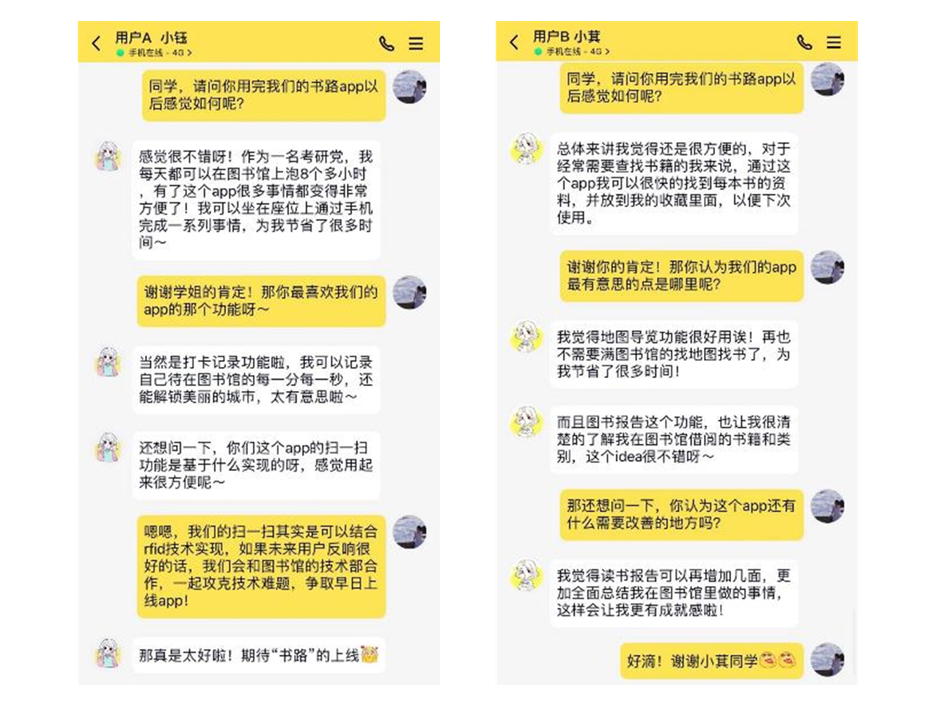 用户A 小钰
手机在线 - 4G >
同学，请问你用完我们的书路app以
后感觉如何呢？
感觉很不错呀！作为一名考研党，我
每天都可以在图书馆上泡8个多小时
，有了这个app很多事情都变得非常
方便了！我可以坐在座位上通过手机
完成一系列事情，为我节省了很多时
间～
谢谢学姐的肯定！那你最喜欢我们的
app的那个功能呀～
当然是打卡记录功能啦，我可以记录
自己待在图书馆的每一分每一秒，还
能解锁美丽的城市，太有意思啦～
还想问一下，你们这个app的扫一扫
功能是基于什么实现的呀，感觉用起
来很方便呢～
嗯嗯，我们的扫一扫其实是可以结合
rfid技术实现，如果未来用户反响很
好的话，我们会和图书馆的技术部合
作，一起攻克技术难题，争取早日上
线app！
那真是太好啦！期待“书路”的上线
用户B 小萁
手机在线 - 4G >
同学，请问你用完我们的书路app以
后感觉如何呢？
总体来讲我觉得还是很方便的，对于
经常需要查找书籍的我来说，通过这
个app我可以很快的找到每本书的资
料，并放到我的收藏里面，以便下次
使用。
谢谢你的肯定！那你认为我们的app
最有意思的点是哪里呢？
我觉得地图导览功能很好用诶！再也
不需要满图书馆的找地图找书了，为
我节省了很多时间！
而且图书报告这个功能，也让我很清
楚的了解我在图书馆借阅的书籍和类
别，这个idea很不错呀～
那还想问一下，你认为这个app还有
什么需要改善的地方吗？
我觉得读书报告可以再增加几面，更
加全面总结我在图书馆里做的事情，
这样会让我更有成就感啦！
好滴！谢谢小萁同学